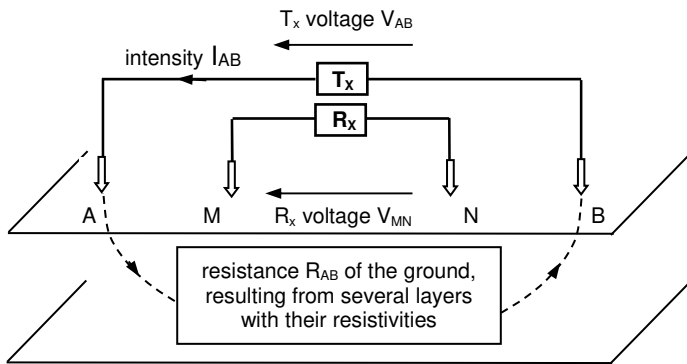 Tx voltage VAB
intensity IAB
Tx
Rx
A M Rx voltage VMN N B
resistance RAB of the ground,
resulting from several layers
with their resistivities